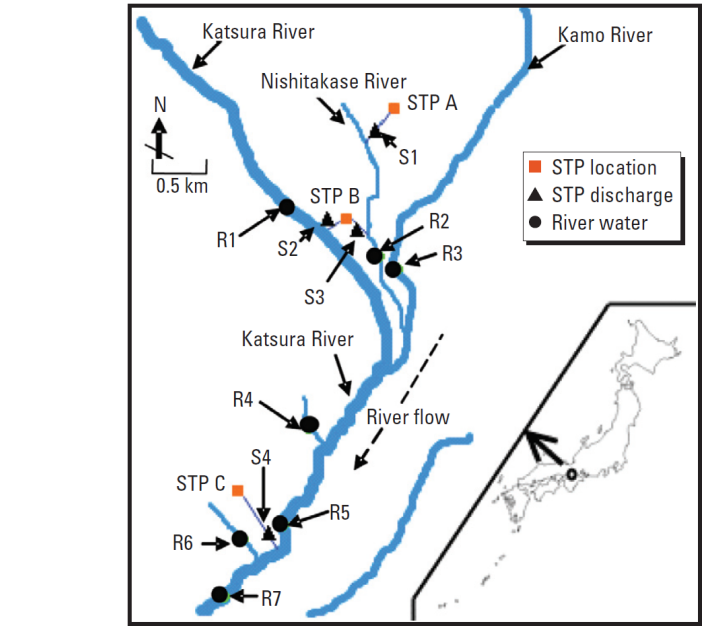 Katsura River
Kamo River
Nishitakase River
STP A
N
S1
0.5 km
STP location
STP discharge
River water
STP B
R1
S2
R2
R3
S3
Katsura River
R4
River flow
S4
STP C
R5
R6
R7